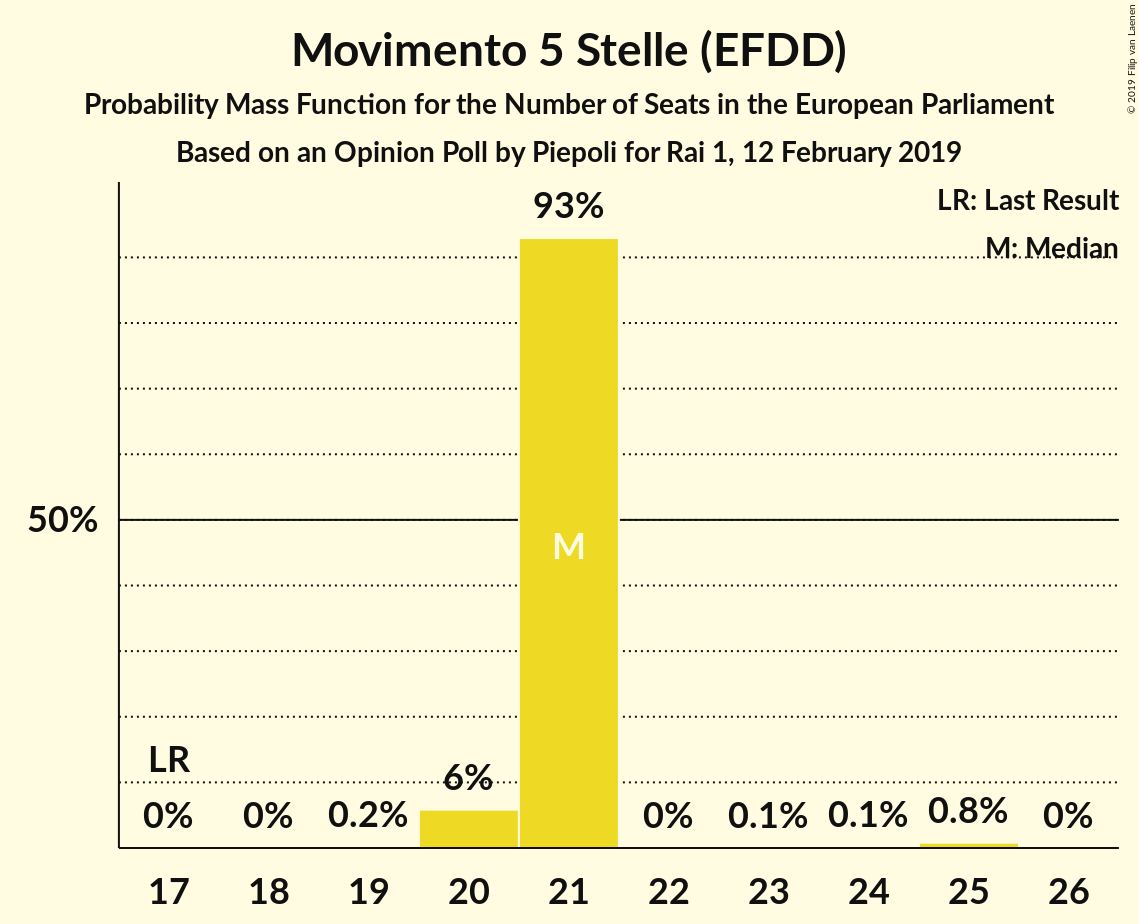 Movimento 5 Stelle (EFDD)
Probability Mass Function for the Number of Seats in the European Parliament
Based on an Opinion Poll by Piepoli for Rai 1, 12 February 2019
© 2019 Filip van Laenen
LR: Last Result
M: Median
93%
50%
M
LR
0% 0% 0.2% 6% 0% 0.1% 0.1% 0.8% 0%
17 18 19 20 21 22 23 24 25 26